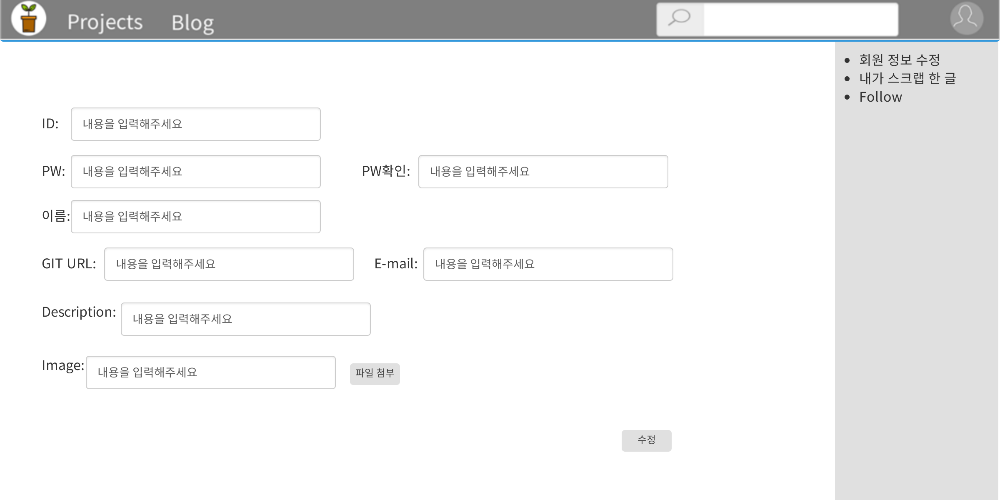 Projects Blog
회원 정보 수정
내가 스크랩 한 글
Follow
ID: 내용을 입력해주세요
PW: 내용을 입력해주세요 PW확인: 내용을 입력해주세요
이름: 내용을 입력해주세요
GIT URL: 내용을 입력해주세요 E-mail: 내용을 입력해주세요
Description: 내용을 입력해주세요
Image: 내용을 입력해주세요 파일 첨부
수정